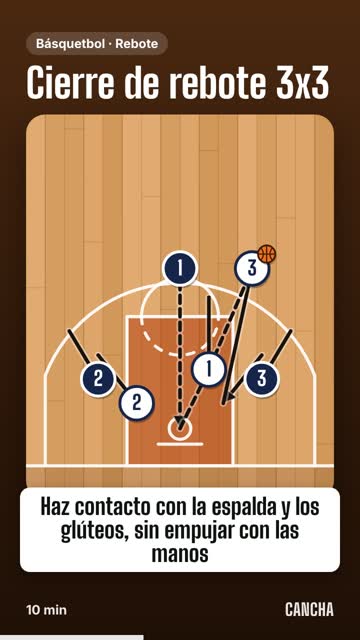 Básquetbol · Rebote
Cierre de rebote 3x3
1
3
1
2
3
2
Haz contacto con la espalda y los
glúteos, sin empujar con las
manos
10 min
CANCHA